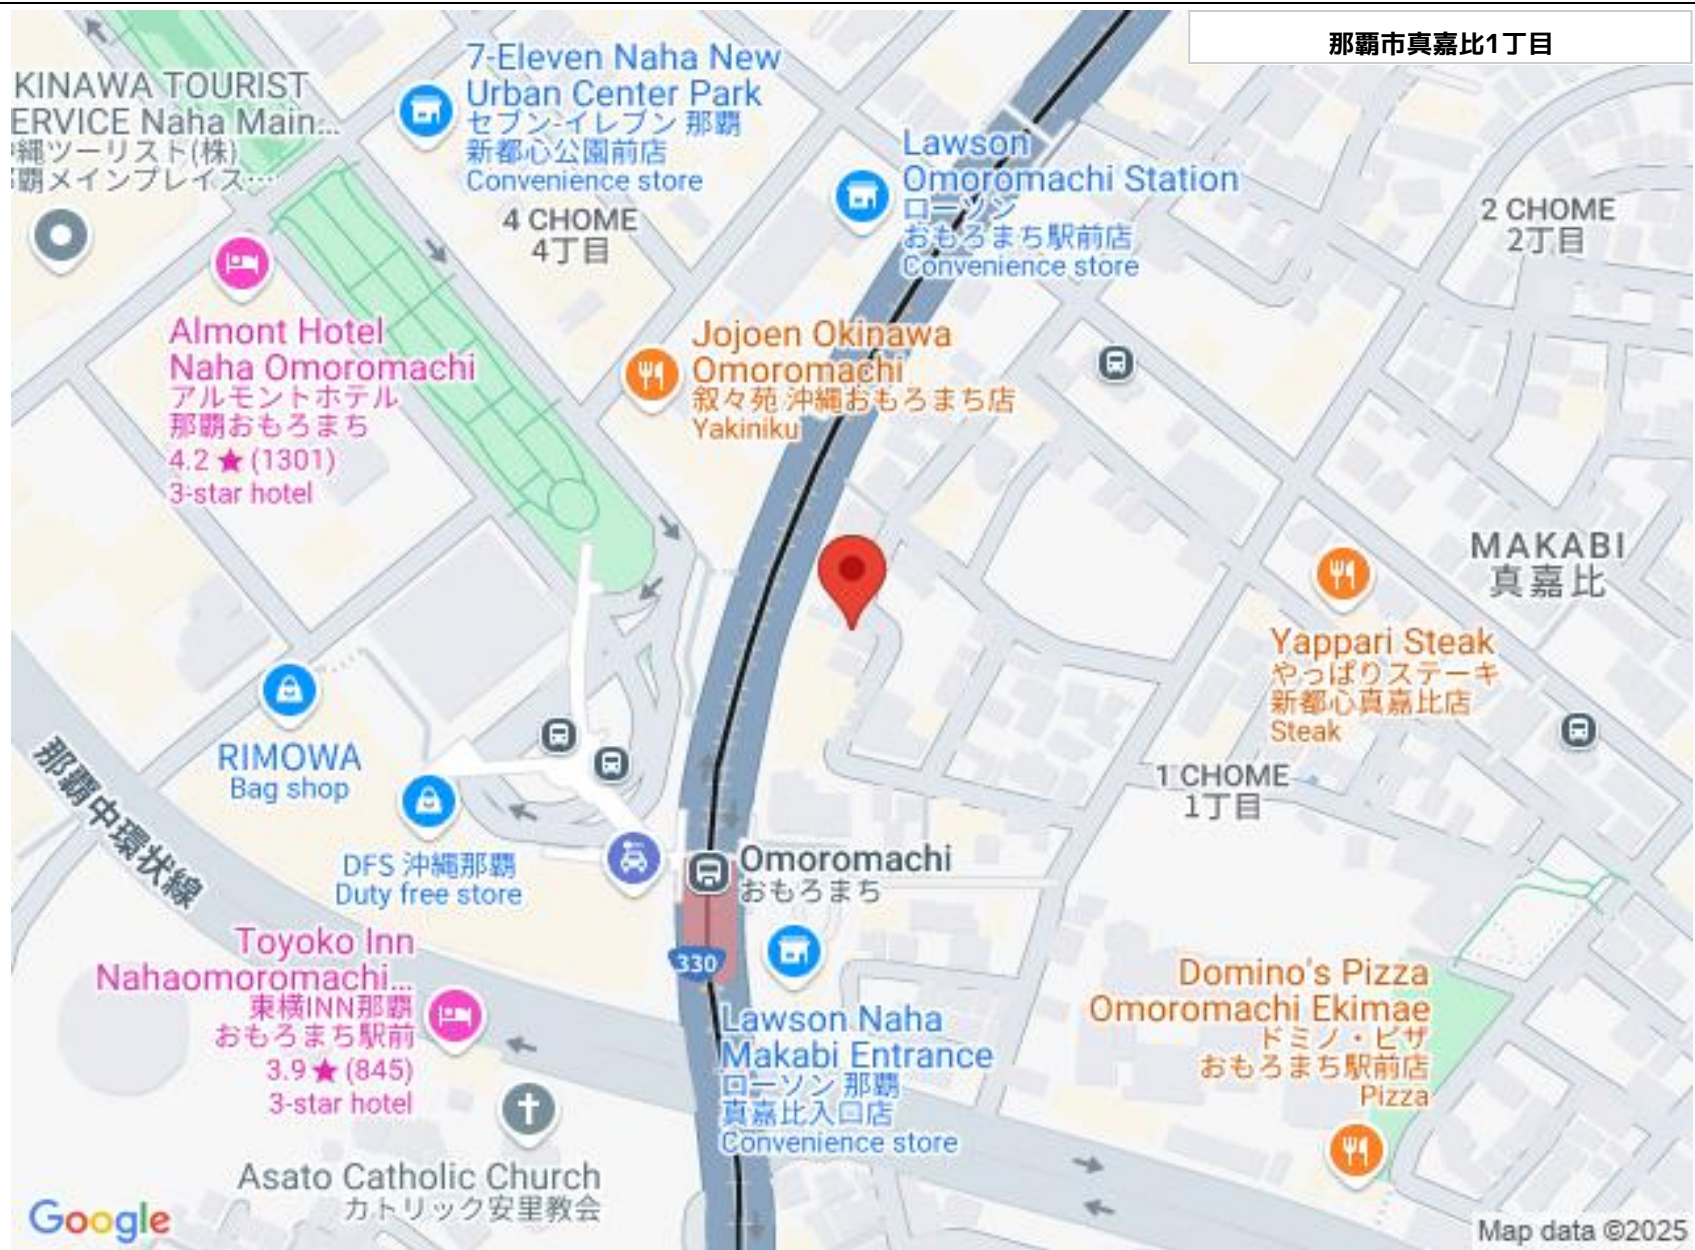 那覇市真嘉比1丁目
KINAWA TOURIST
ERVICE Naha Main...
縄ツーリスト(株)
覇メインプレイス…
7-Eleven Naha New
Urban Center Park
セブン-イレブン 那覇
新都心公園前店
Convenience store
4 CHOME
4丁目
Lawson
Omoromachi Station
ローソン
おもろまち駅前店
Convenience store
2 CHOME
2丁目
Almont Hotel
Naha Omoromachi
アルモントホテル
那覇おもろまち
4.2 ★ (1301)
3-star hotel
Jojoen Okinawa
Omoromachi
叙々苑 沖縄おもろまち店
Yakiniku
MAKABI
真嘉比
Yappari Steak
やっぱりステーキ
新都心真嘉比店
Steak
RIMOWA
Bag shop
那覇中環状線
1 CHOME
1丁目
DFS 沖縄那覇
Duty free store
Omoromachi
おもろまち
330
Toyoko Inn
Nahaomoromachi...
東横INN那覇
おもろまち駅前
3.9 ★ (845)
3-star hotel
Lawson Naha
Makabi Entrance
ローソン 那覇
真嘉比入口店
Convenience store
Domino's Pizza
Omoromachi Ekimae
ドミノ・ピザ
おもろまち駅前店
Pizza
Asato Catholic Church
カトリック安里教会
Google
Map data ©2025